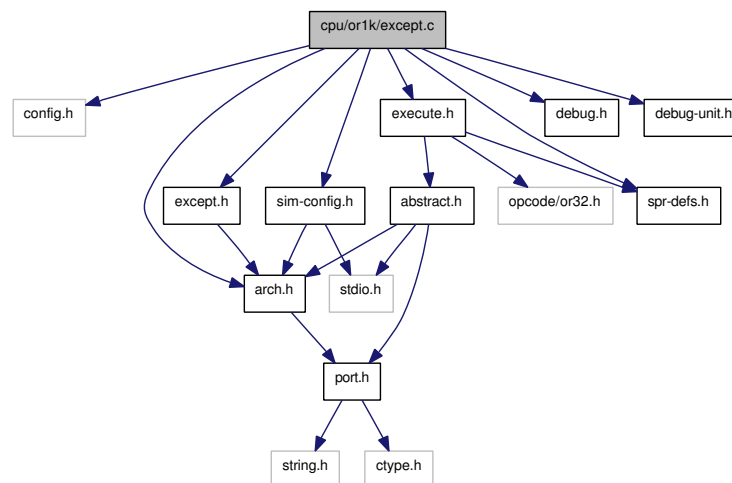 cpu/or1k/except.c
config.h
execute.h
debug.h
debug-unit.h
except.h
sim-config.h
abstract.h
opcode/or32.h
spr-defs.h
arch.h
stdio.h
port.h
string.h
ctype.h